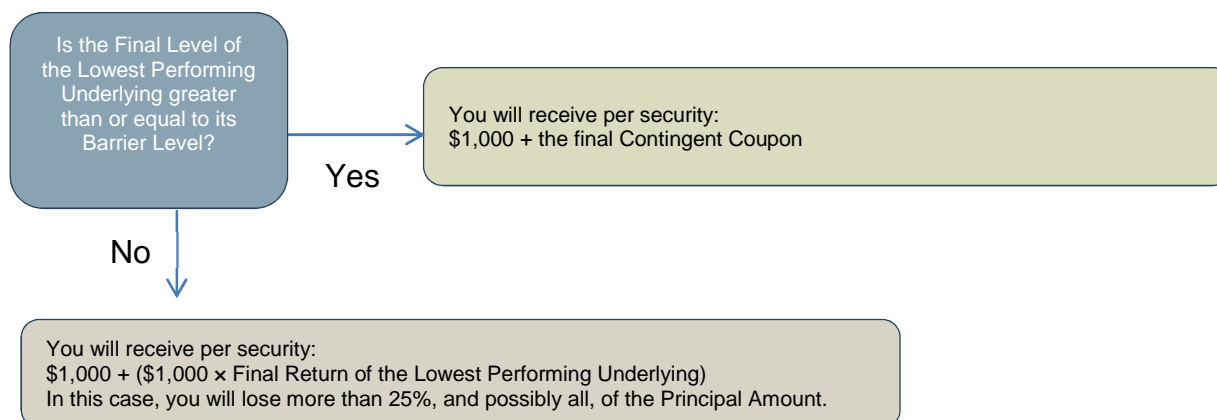 Is the Final Level of
the Lowest Performing
Underlying greater
than or equal to its
Barrier Level?
Yes
You will receive per security:
$1,000 + the final Contingent Coupon
No
You will receive per security:
$1,000 + ($1,000 × Final Return of the Lowest Performing Underlying)
In this case, you will lose more than 25%, and possibly all, of the Principal Amount.